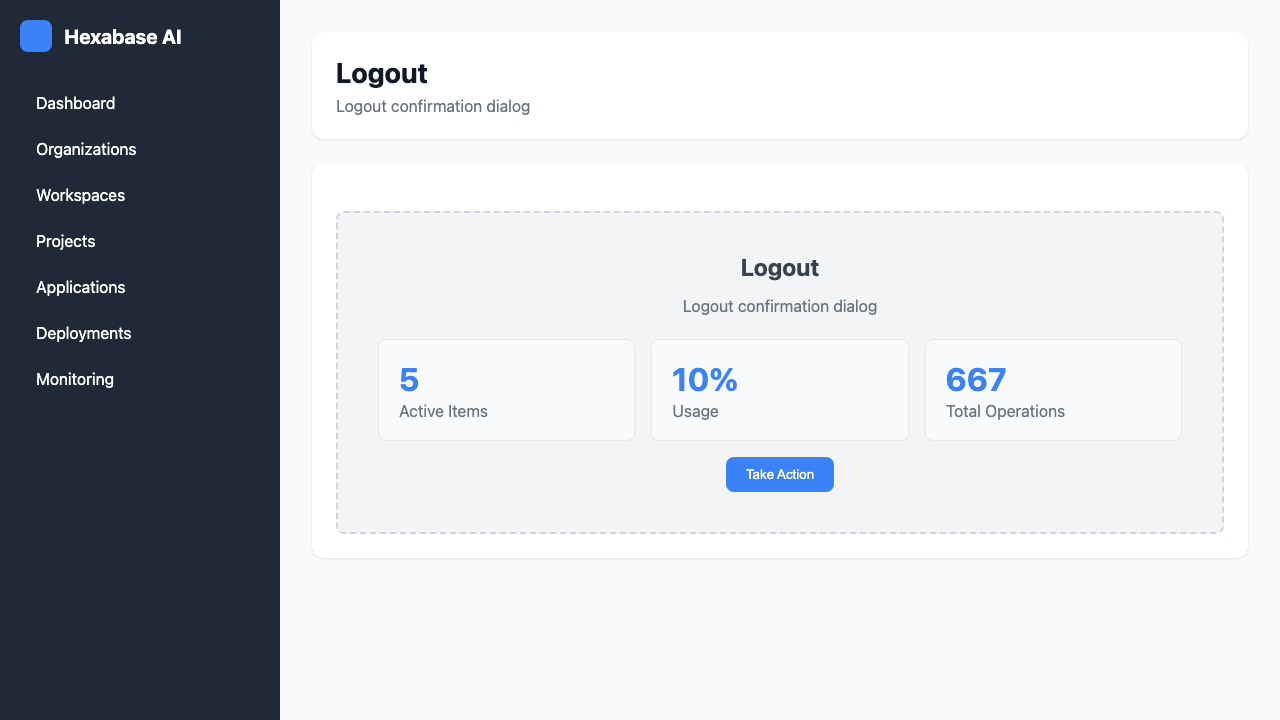 Hexabase AI
Dashboard
Organizations
Workspaces
Projects
Applications
Deployments
Monitoring
Logout
Logout confirmation dialog
Logout
Logout confirmation dialog
5
Active Items
10%
Usage
667
Total Operations
Take Action